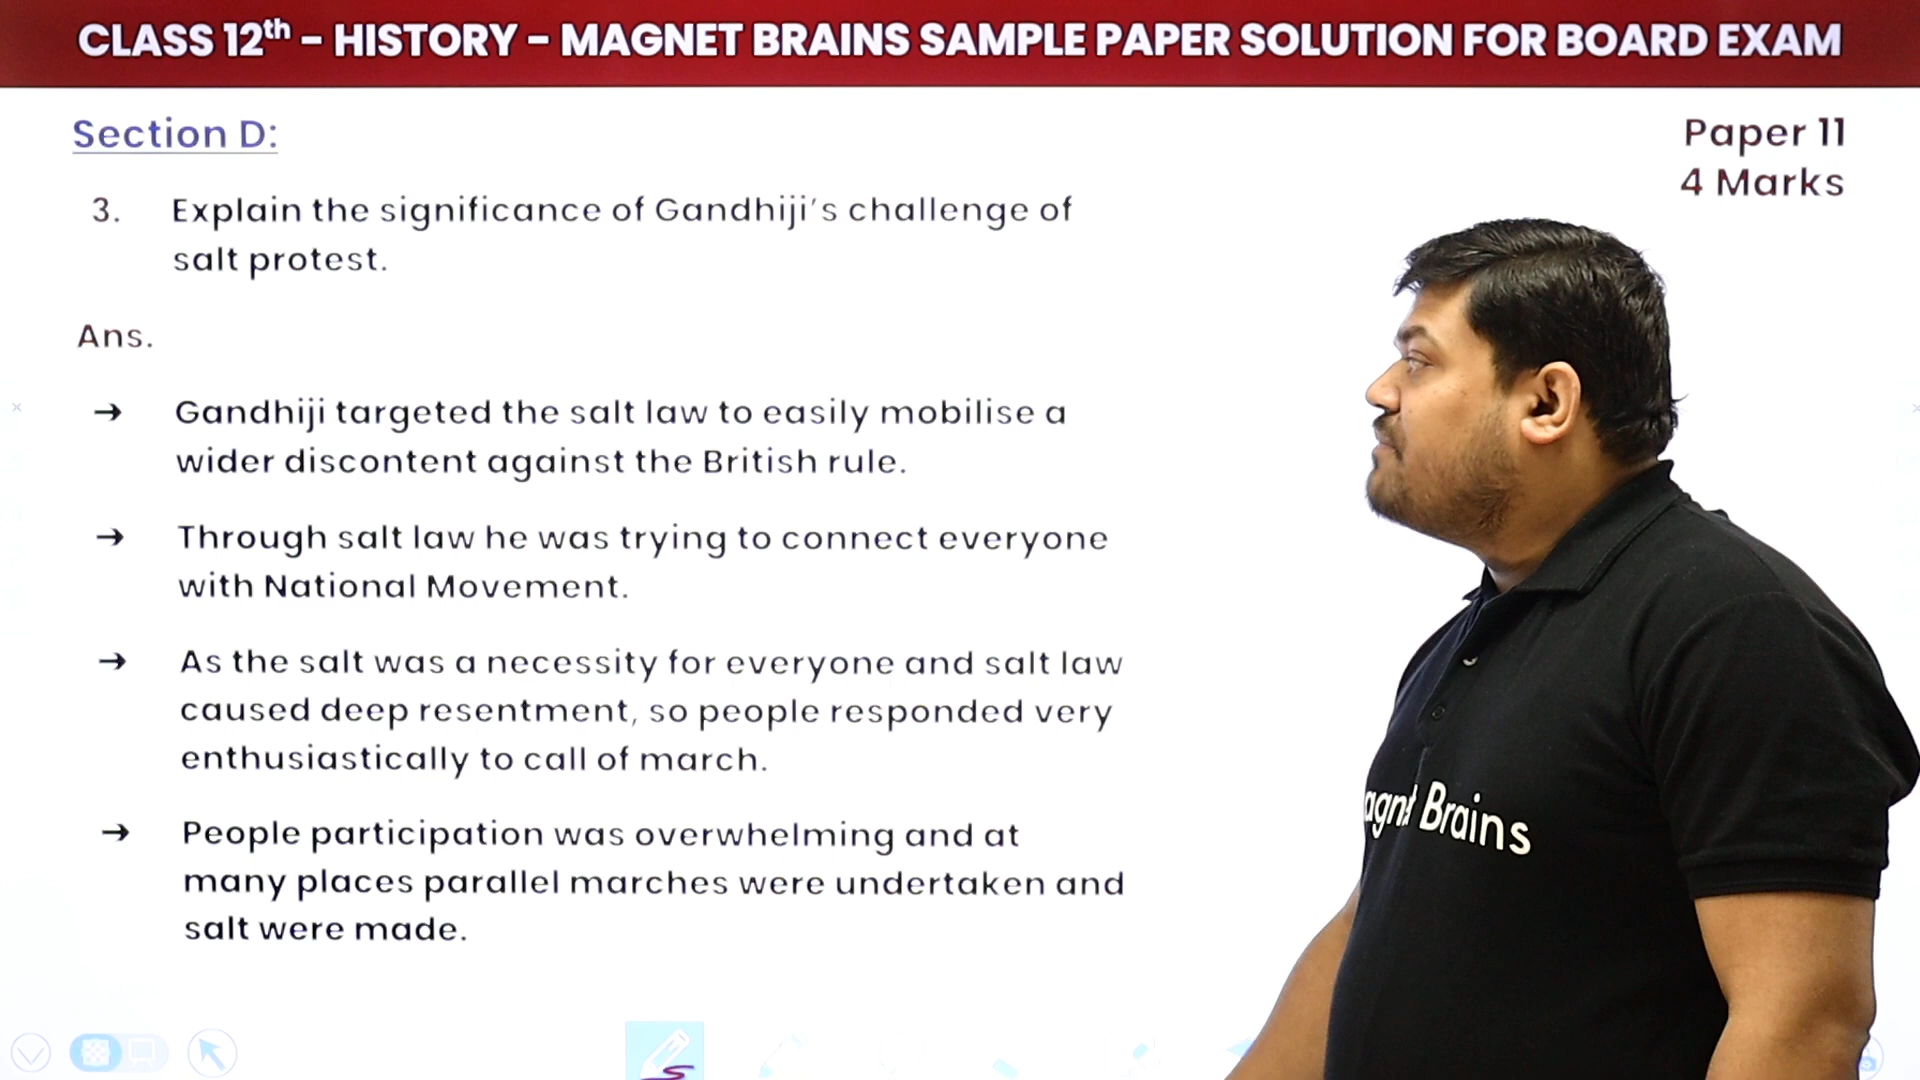 CLASS 12th - HISTORY - MAGNET BRAINS SAMPLE PAPER SOLUTION FOR BOARD EXAM
Section D:
Paper 11
4 Marks
3. Explain the significance of Gandhiji's challenge of
salt protest.
Ans.
→ Gandhiji targeted the salt law to easily mobilise a
wider discontent against the British rule.
→ Through salt law he was trying to connect everyone
with National Movement.
→ As the salt was a necessity for everyone and salt law
caused deep resentment, so people responded very
enthusiastically to call of march.
→ People participation was overwhelming and at
many places parallel marches were undertaken and
salt were made.
agnet Brains